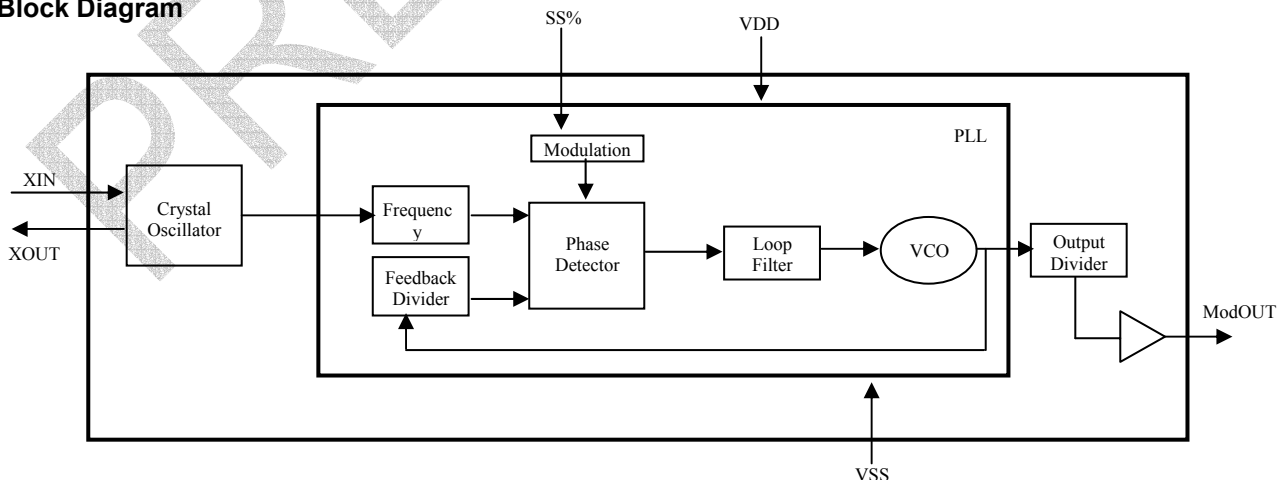 Block Diagram
SS%
VDD
PLL
Modulation
XIN
Crystal
Oscillator
XOUT
Frequenc
y
Phase
Detector
Feedback
Divider
Loop
Filter
VCO
Output
Divider
ModOUT
VSS